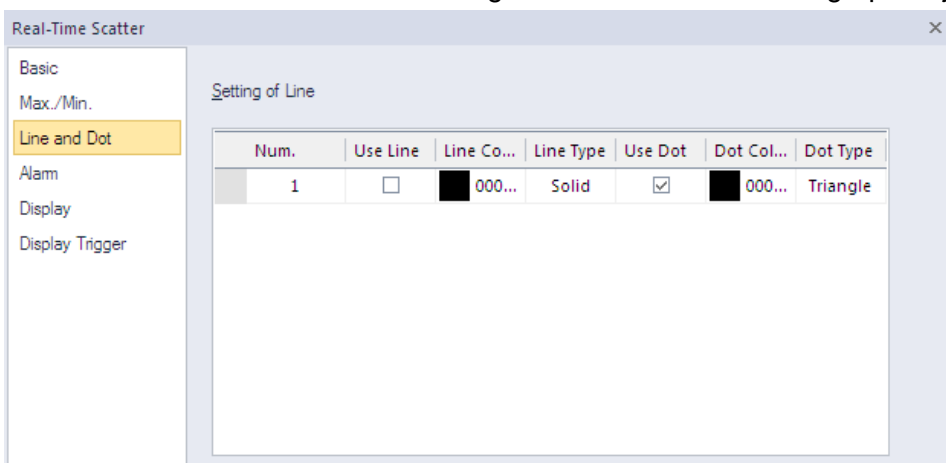 Real-Time Scatter
Basic
Max./Min.
Line and Dot
Alarm
Display
Display Trigger
Setting of Line
Num. Use Line Line Co... Line Type Use Dot Dot Col... Dot Type
1 000... Solid 000... Triangle